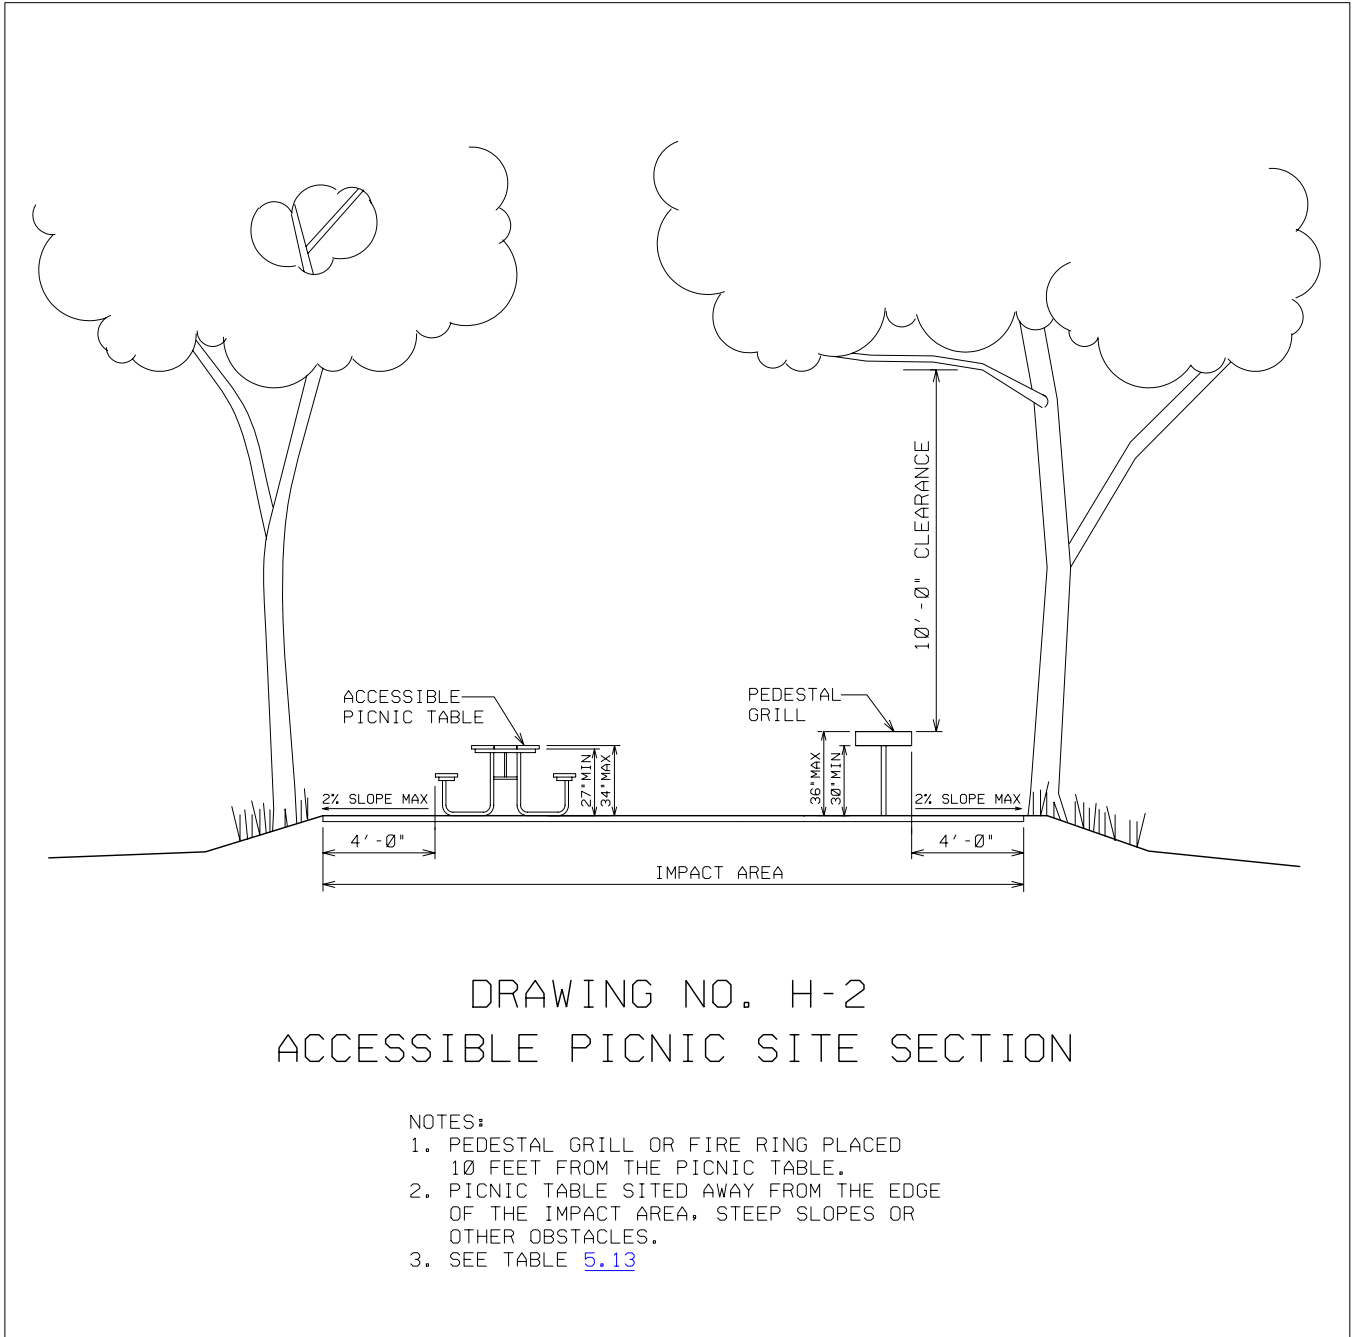 10'-0" CLEARANCE
ACCESSIBLE
PICNIC TABLE
PEDESTAL
GRILL
27"MIN
34"MAX
36"MAX
30"MIN
2% SLOPE MAX
2% SLOPE MAX
4'-0"
4'-0"
IMPACT AREA
DRAWING NO. H-2
ACCESSIBLE PICNIC SITE SECTION
NOTES:
1. PEDESTAL GRILL OR FIRE RING PLACED
10 FEET FROM THE PICNIC TABLE.
2. PICNIC TABLE SITED AWAY FROM THE EDGE
OF THE IMPACT AREA, STEEP SLOPES OR
OTHER OBSTACLES.
3. SEE TABLE 5.13